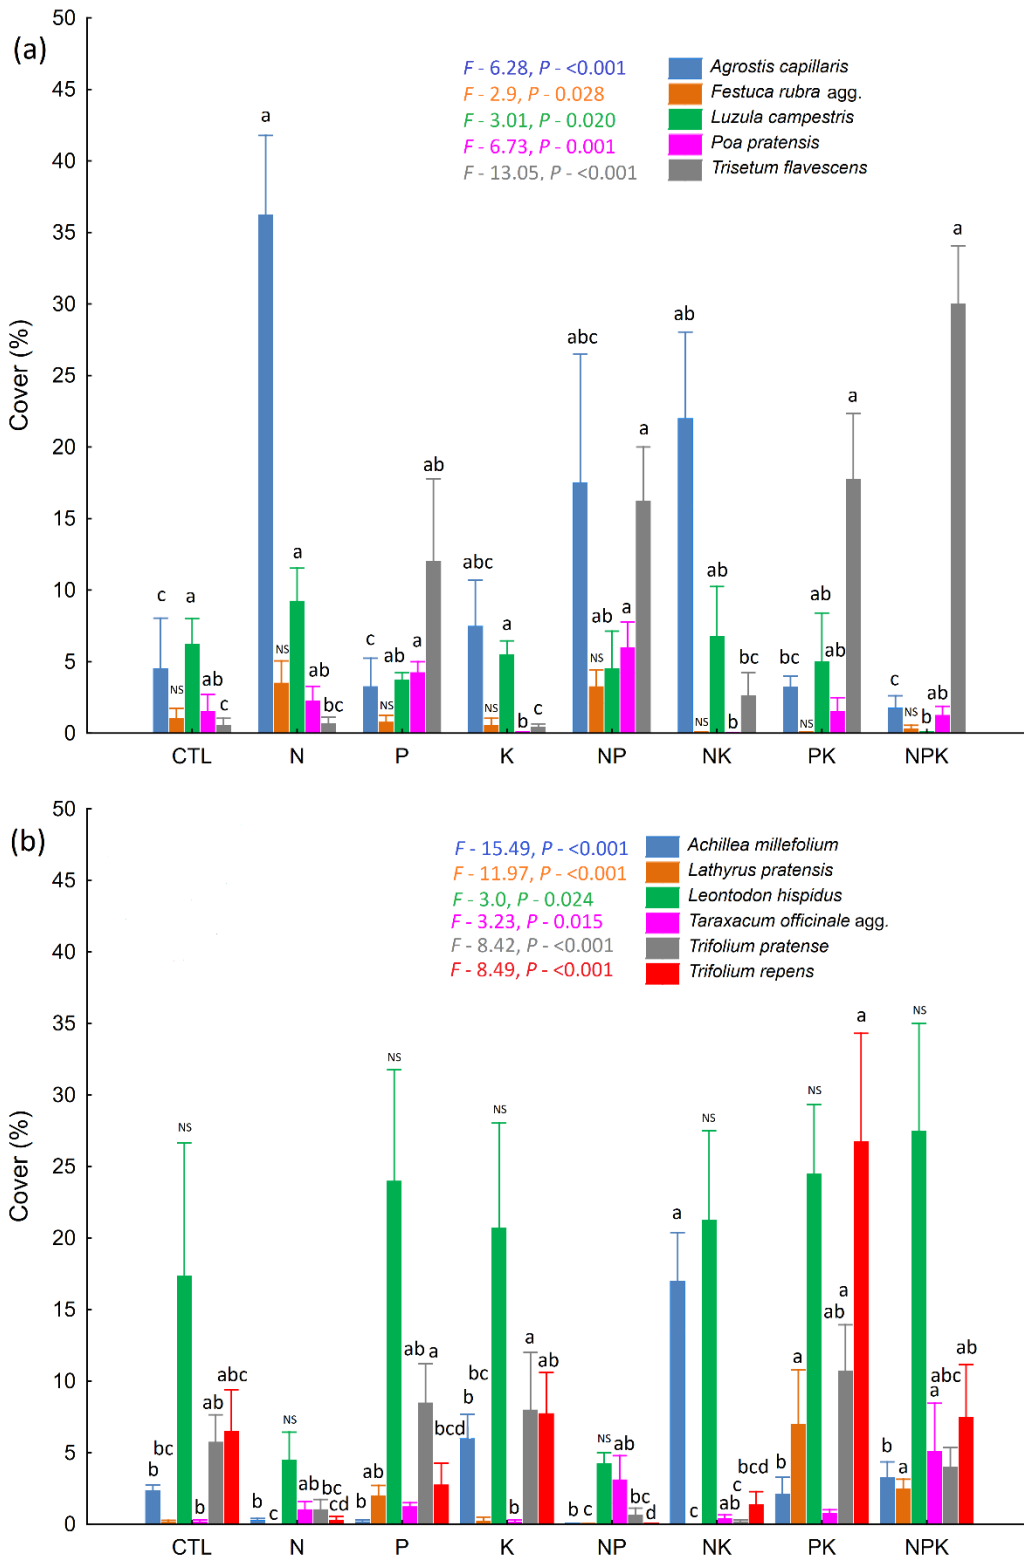 (a)
50
45
40
35
30
25
20
15
10
5
0
Cover (%)
F - 6.28, P - <0.001 Agrostis capillaris
F - 2.9, P - 0.028 Festuca rubra agg.
F - 3.01, P - 0.020 Luzula campestris
F - 6.73, P - 0.001 Poa pratensis
F - 13.05, P - <0.001 Trisetum flavescens
c NS a ab c
a NS a ab bc
c NS ab a ab
abc NS a b c
abc NS ab a a
ab NS ab b bc
bc NS ab ab a
c NS b ab a
CTL N P K NP NK PK NPK
(b)
50
45
40
35
30
25
20
15
10
5
0
Cover (%)
F - 15.49, P - <0.001 Achillea millefolium
F - 11.97, P - <0.001 Lathyrus pratensis
F - 3.0, P - 0.024 Leontodon hispidus
F - 3.23, P - 0.015 Taraxacum officinale agg.
F - 8.42, P - <0.001 Trifolium pratense
F - 8.49, P - <0.001 Trifolium repens
b bc NS b ab abc
b c NS ab bc cd
b ab NS ab a bcd
b bc NS b a ab
b c NS ab bc d
a c NS ab c bcd
b a NS ab a a
b a NS a abc ab
CTL N P K NP NK PK NPK